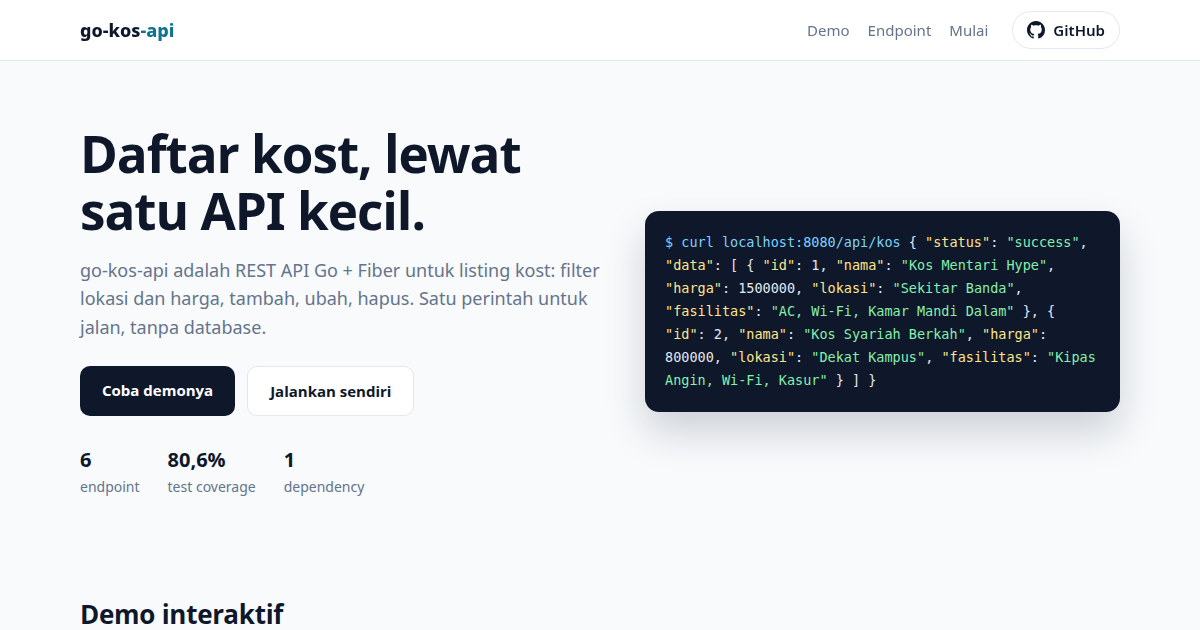 go-kos-api
Demo
Endpoint
Mulai
GitHub
Daftar kost, lewat
satu API kecil.
go-kos-api adalah REST API Go + Fiber untuk listing kost: filter
lokasi dan harga, tambah, ubah, hapus. Satu perintah untuk
jalan, tanpa database.
Coba demonya
Jalankan sendiri
6
endpoint
80,6%
test coverage
1
dependency
$ curl localhost:8080/api/kos { "status": "success",
"data": [ { "id": 1, "nama": "Kos Mentari Hype",
"harga": 1500000, "lokasi": "Sekitar Banda",
"fasilitas": "AC, Wi-Fi, Kamar Mandi Dalam" }, {
"id": 2, "nama": "Kos Syariah Berkah", "harga":
800000, "lokasi": "Dekat Kampus", "fasilitas": "Kipas
Angin, Wi-Fi, Kasur" } ] }
Demo interaktif